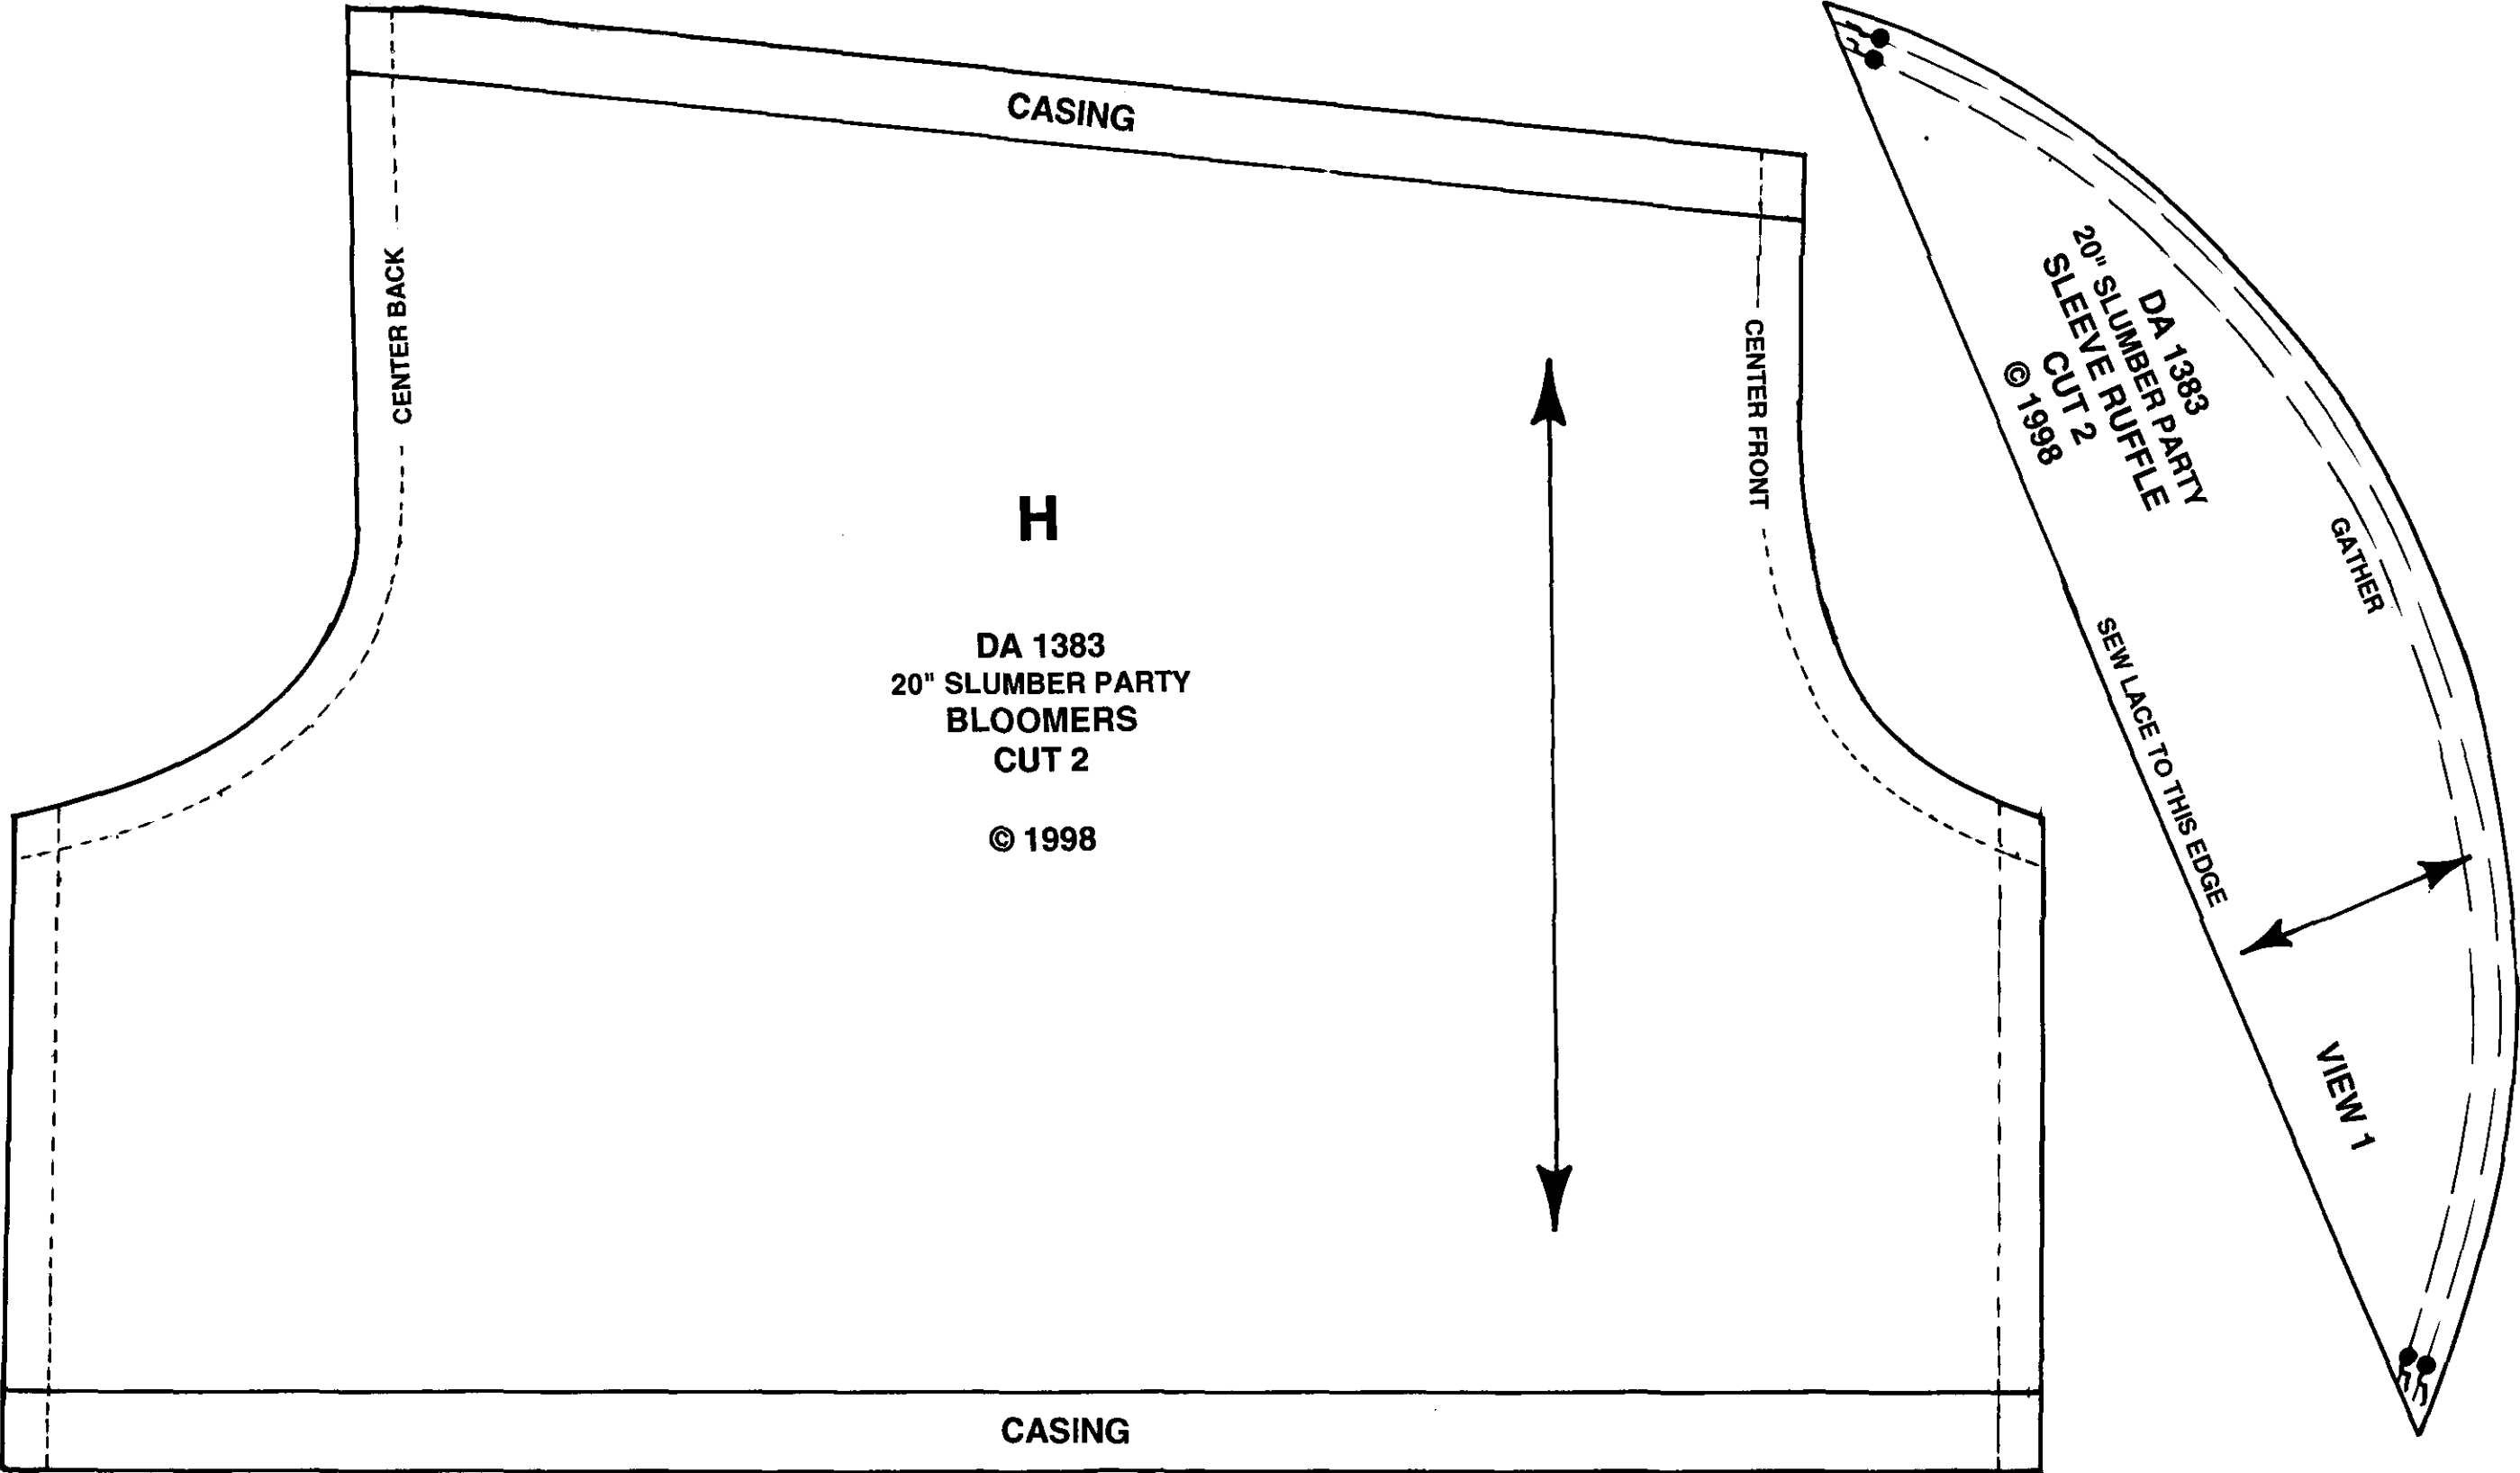 CASING
CENTER BACK
CENTER FRONT
H
DA 1383
20" SLUMBER PARTY
BLOOMERS
CUT 2
© 1998
CASING
DA 1383
20" SLUMBER PARTY
SLEEVE RUFFLE
CUT 2
© 1998
GATHER
SEW LACE TO THIS EDGE
VIEW 1